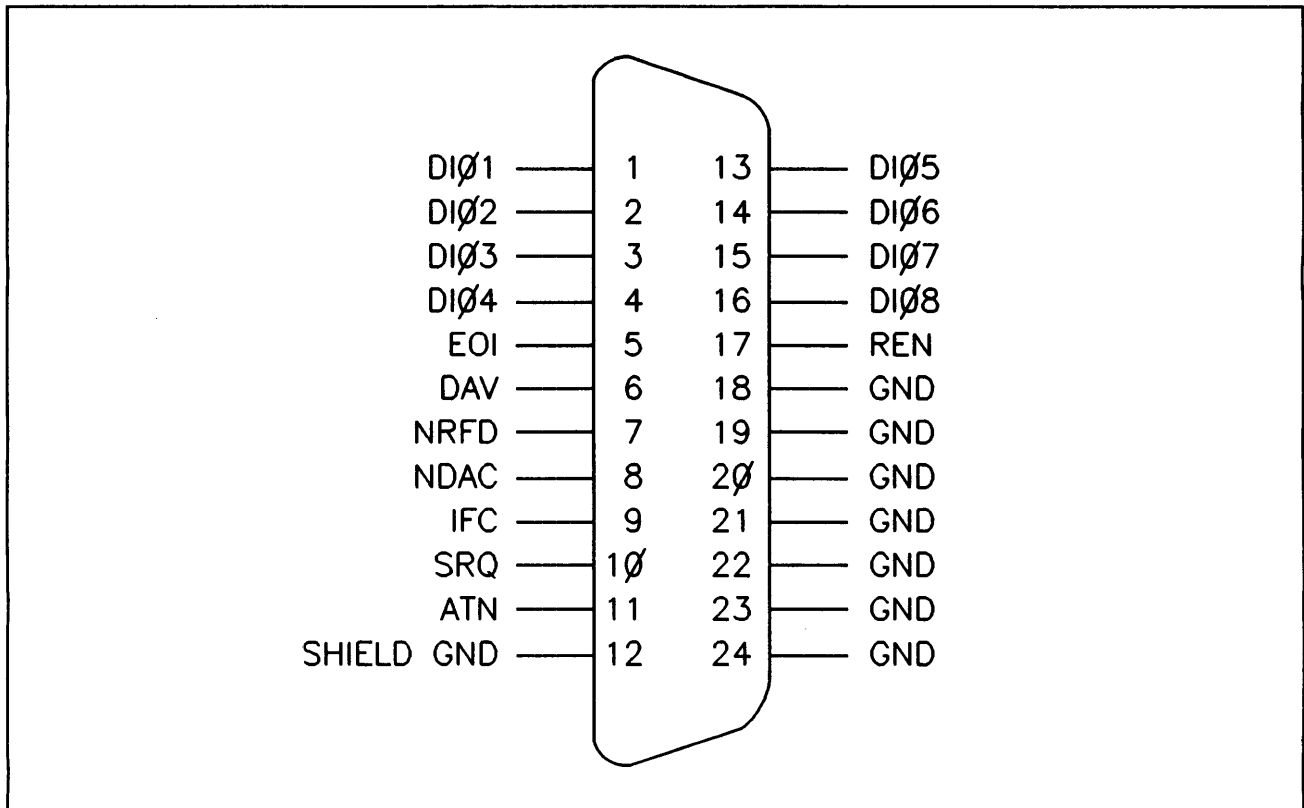 DIØ1 1 13 DIØ5
DIØ2 2 14 DIØ6
DIØ3 3 15 DIØ7
DIØ4 4 16 DIØ8
EOI 5 17 REN
DAV 6 18 GND
NRFD 7 19 GND
NDAC 8 2Ø GND
IFC 9 21 GND
SRQ 1Ø 22 GND
ATN 11 23 GND
SHIELD GND 12 24 GND